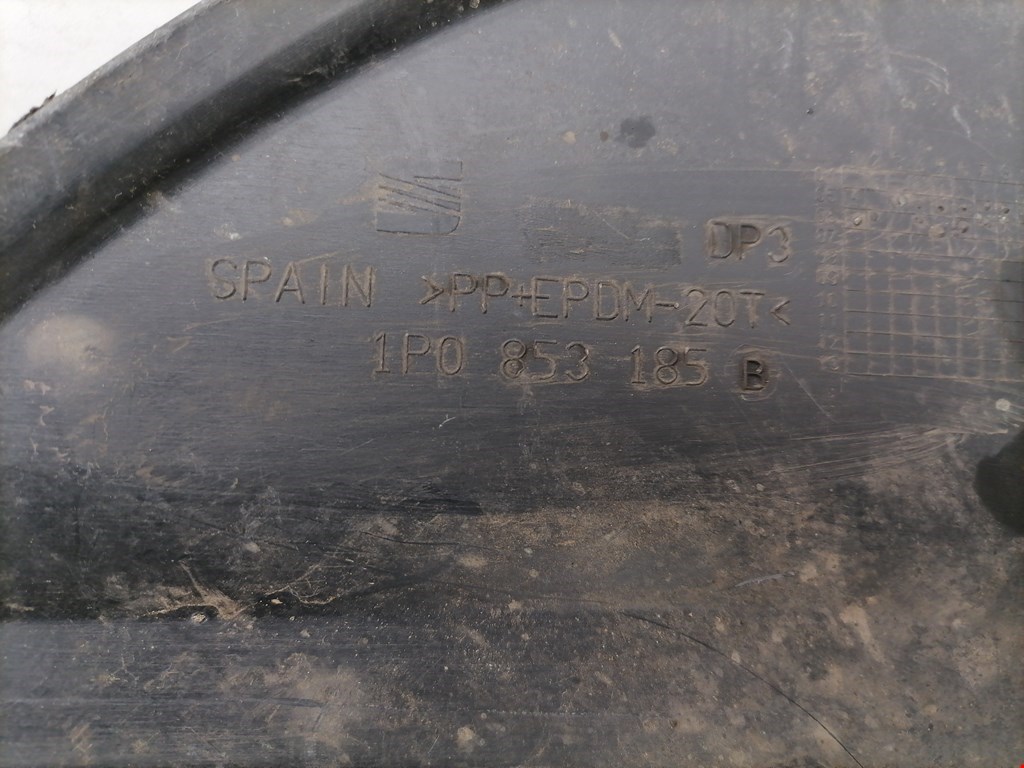 DP3
SPAIN >PP+EPDM-20T<
1P0 853 185 B